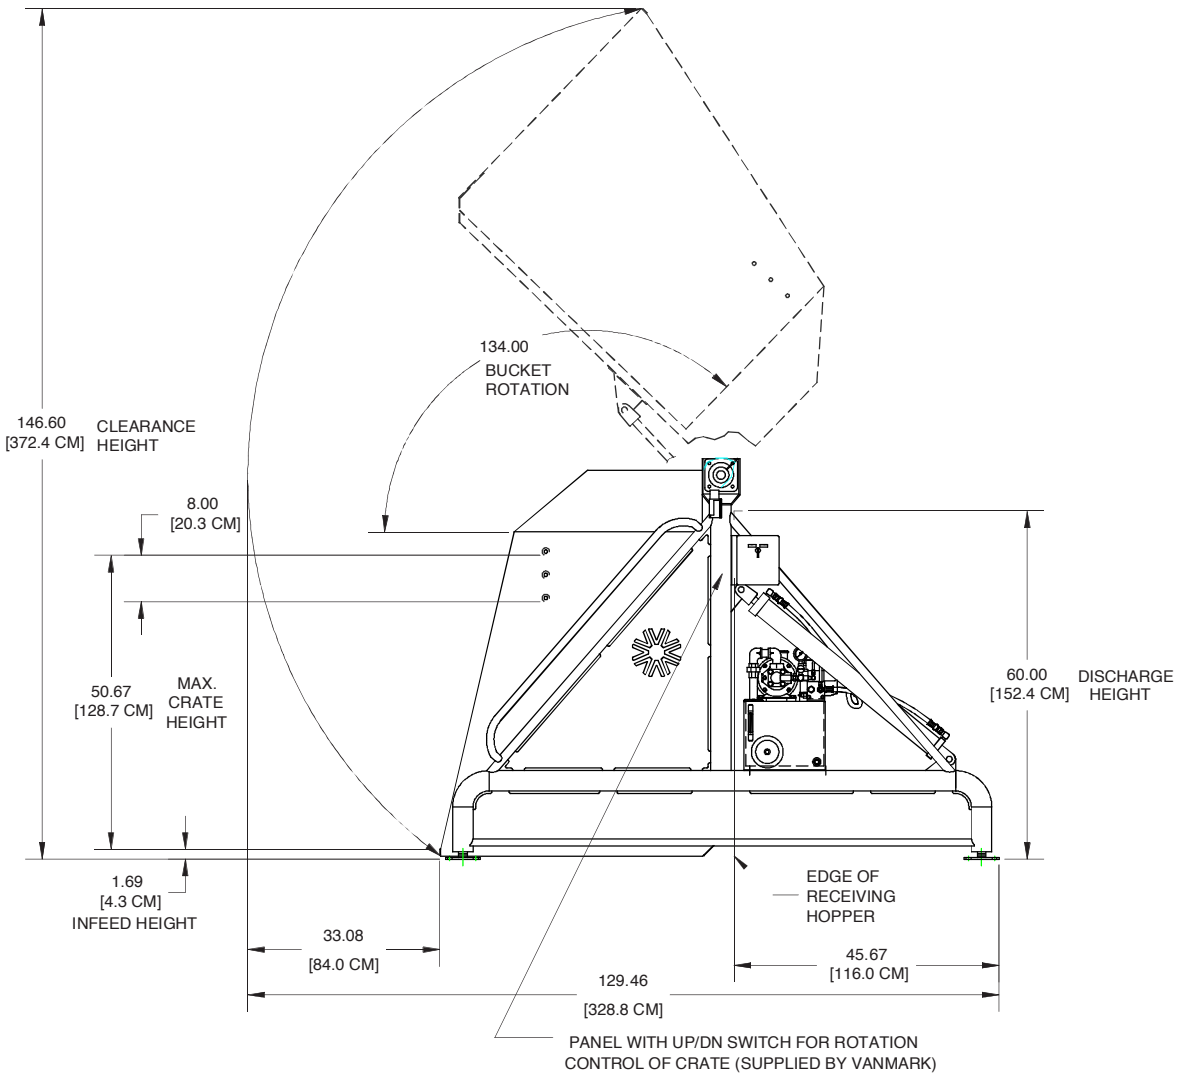 134.00
BUCKET
ROTATION
146.60
[372.4 CM]
CLEARANCE
HEIGHT
8.00
[20.3 CM]
50.67
[128.7 CM]
MAX.
CRATE
HEIGHT
60.00
[152.4 CM]
DISCHARGE
HEIGHT
1.69
[4.3 CM]
INFEED HEIGHT
EDGE OF
RECEIVING
HOPPER
33.08
[84.0 CM]
45.67
[116.0 CM]
129.46
[328.8 CM]
PANEL WITH UP/DN SWITCH FOR ROTATION
CONTROL OF CRATE (SUPPLIED BY VANMARK)